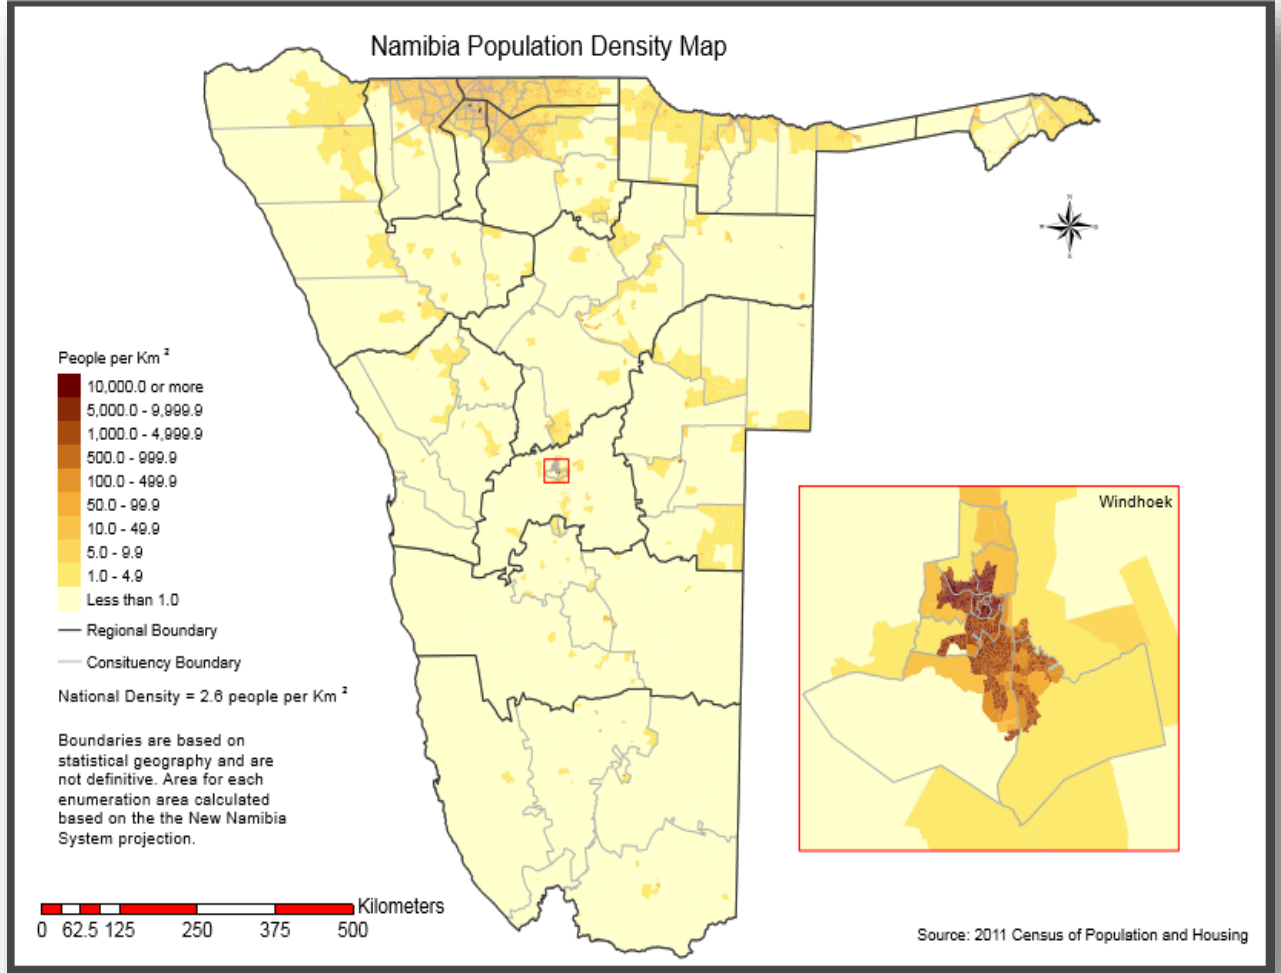 Namibia Population Density Map
People per Km 2
10,000.0 or more
5,000.0 - 9,999.9
1,000.0 - 4,999.9
500.0 - 999.9
100.0 - 499.9
50.0 - 99.9
10.0 - 49.9
5.0 - 9.9
1.0 - 4.9
Less than 1.0
Regional Boundary
Consituency Boundary
National Density = 2.6 people per Km 2
Boundaries are based on
statistical geography and are
not definitive. Area for each
enumeration area calculated
based on the the New Namibia
System projection.
Kilometers
0 62.5 125 250 375 500
Windhoek
Source: 2011 Census of Population and Housing